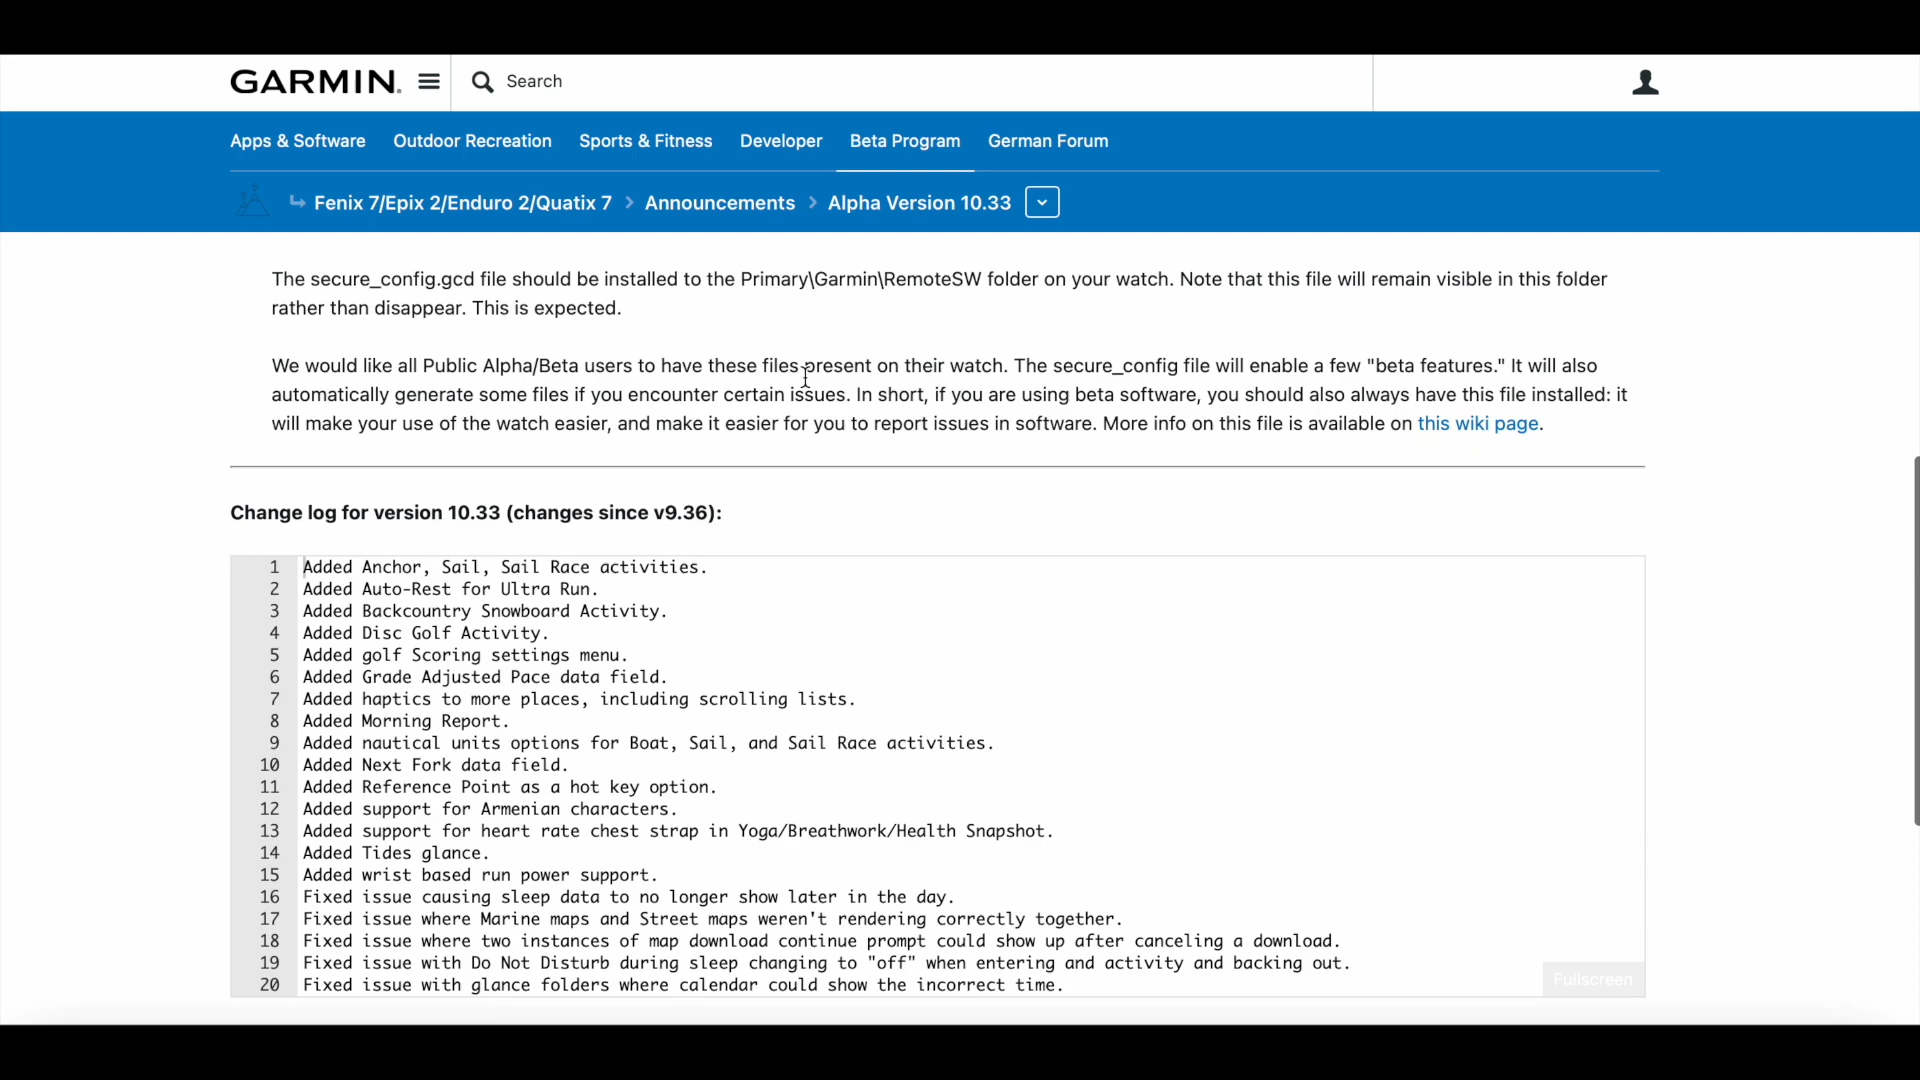 GARMIN.
Search
Apps & Software Outdoor Recreation Sports & Fitness Developer Beta Program German Forum
Fenix 7/Epix 2/Enduro 2/Quatix 7 > Announcements > Alpha Version 10.33
The secure_config.gcd file should be installed to the Primary\Garmin\RemoteSW folder on your watch. Note that this file will remain visible in this folder
rather than disappear. This is expected.
We would like all Public Alpha/Beta users to have these files present on their watch. The secure_config file will enable a few "beta features." It will also
automatically generate some files if you encounter certain issues. In short, if you are using beta software, you should also always have this file installed: it
will make your use of the watch easier, and make it easier for you to report issues in software. More info on this file is available on this wiki page.
Change log for version 10.33 (changes since v9.36):
1 Added Anchor, Sail, Sail Race activities.
2 Added Auto-Rest for Ultra Run.
3 Added Backcountry Snowboard Activity.
4 Added Disc Golf Activity.
5 Added golf Scoring settings menu.
6 Added Grade Adjusted Pace data field.
7 Added haptics to more places, including scrolling lists.
8 Added Morning Report.
9 Added nautical units options for Boat, Sail, and Sail Race activities.
10 Added Next Fork data field.
11 Added Reference Point as a hot key option.
12 Added support for Armenian characters.
13 Added support for heart rate chest strap in Yoga/Breathwork/Health Snapshot.
14 Added Tides glance.
15 Added wrist based run power support.
16 Fixed issue causing sleep data to no longer show later in the day.
17 Fixed issue where Marine maps and Street maps weren't rendering correctly together.
18 Fixed issue where two instances of map download continue prompt could show up after canceling a download.
19 Fixed issue with Do Not Disturb during sleep changing to "off" when entering and activity and backing out.
20 Fixed issue with glance folders where calendar could show the incorrect time.
Fullscreen